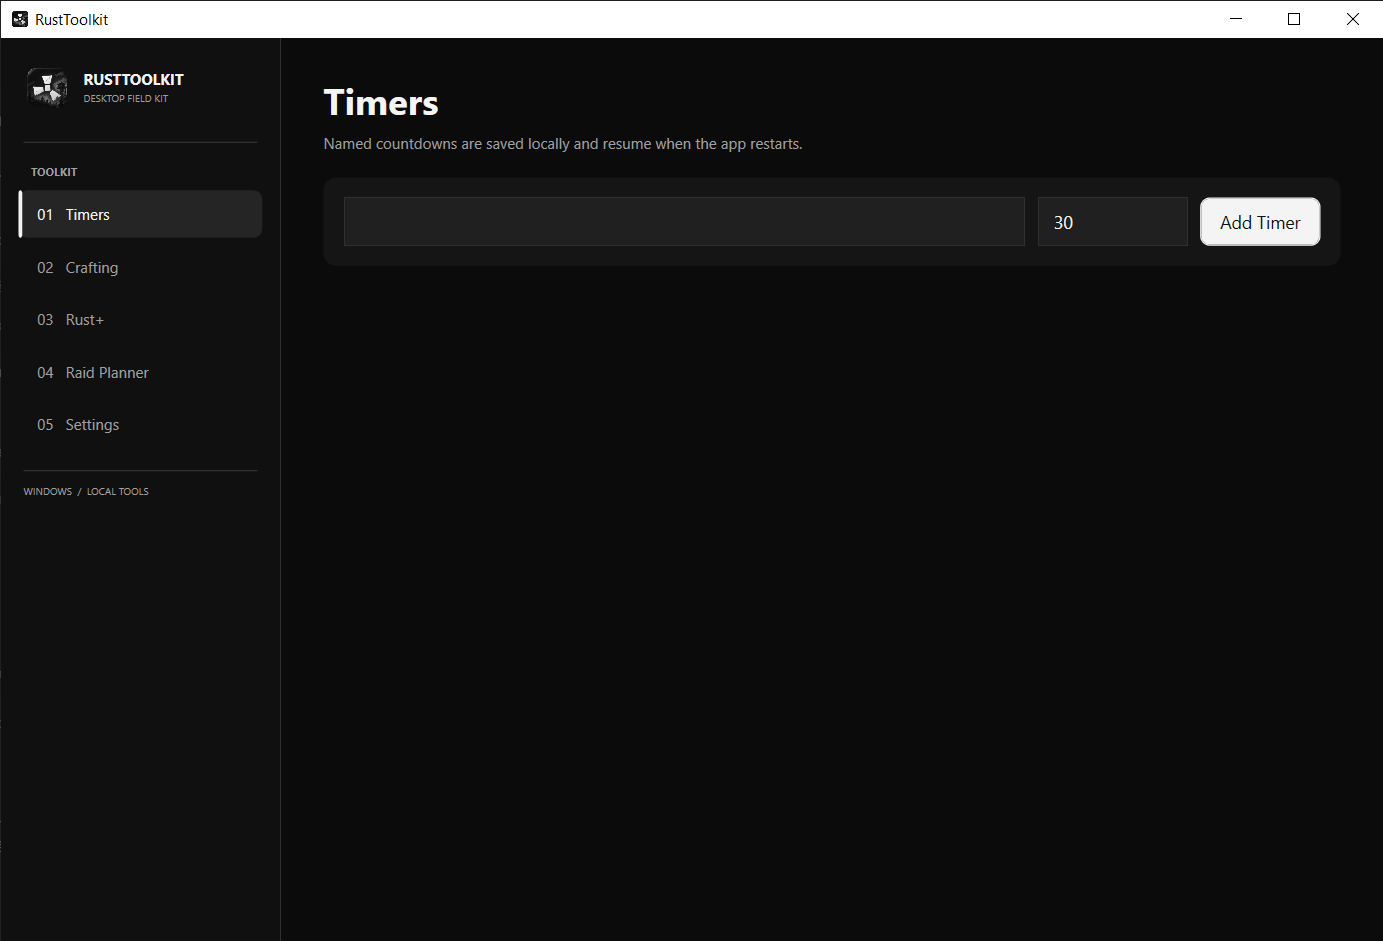 RustToolkit
RUSTTOOLKIT
DESKTOP FIELD KIT
TOOLKIT
01 Timers
02 Crafting
03 Rust+
04 Raid Planner
05 Settings
WINDOWS / LOCAL TOOLS
Timers
Named countdowns are saved locally and resume when the app restarts.
30
Add Timer